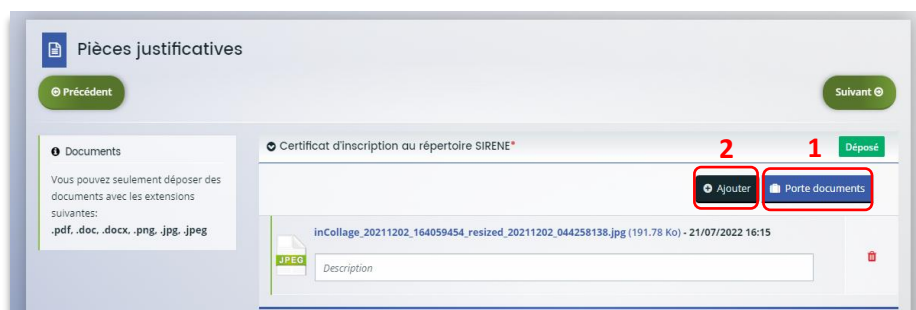 Pièces justificatives
Précédent
Suivant
Documents
Vous pouvez seulement déposer des
documents avec les extensions
suivantes:
.pdf, .doc, .docx, .png, .jpg, .jpeg
Certificat d'inscription au répertoire SIRENE*
2
1
Déposé
Ajouter
Porte documents
inCollage_20211202_164059454_resized_20211202_044258138.jpg (191.78 Ko) - 21/07/2022 16:15
JPEG
Description